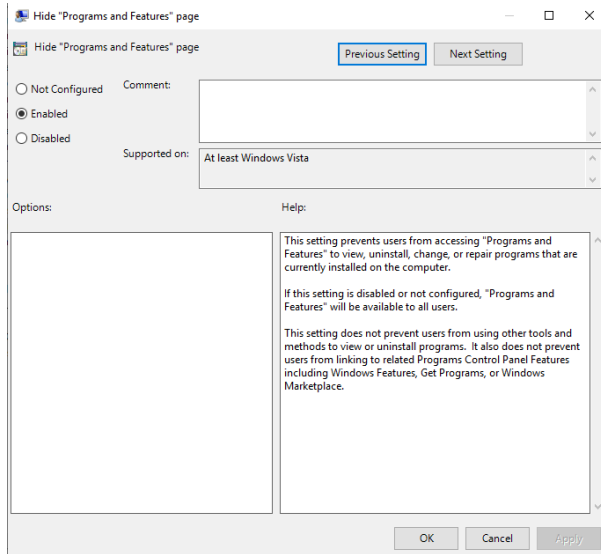 Hide "Programs and Features" page
Hide "Programs and Features" page
Previous Setting
Next Setting
Not Configured
Comment:
Enabled
Disabled
Supported on:
At least Windows Vista
Options:
Help:
This setting prevents users from accessing "Programs and
Features" to view, uninstall, change, or repair programs that are
currently installed on the computer.
If this setting is disabled or not configured, "Programs and
Features" will be available to all users.
This setting does not prevent users from using other tools and
methods to view or uninstall programs.  It also does not prevent
users from linking to related Programs Control Panel Features
including Windows Features, Get Programs, or Windows
Marketplace.
OK
Cancel
Apply